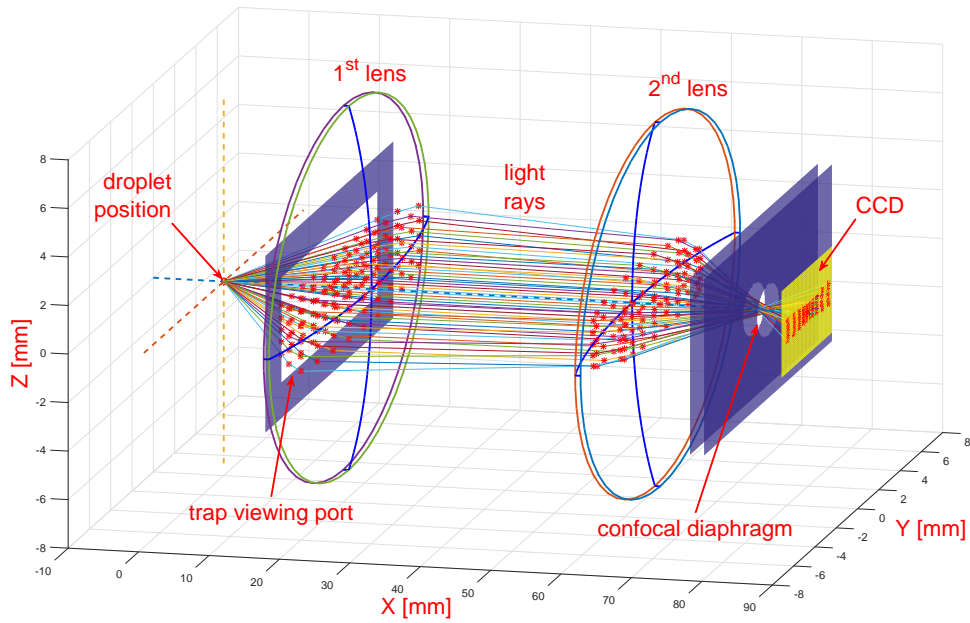 1st lens
2nd lens
light
rays
droplet
position
CCD
trap viewing port
confocal diaphragm
Z [mm]
8
6
4
2
0
-2
-4
-6
-8
X [mm]
-10
0
10
20
30
40
50
60
70
80
90
Y [mm]
-8
-6
-4
-2
0
2
4
6
8